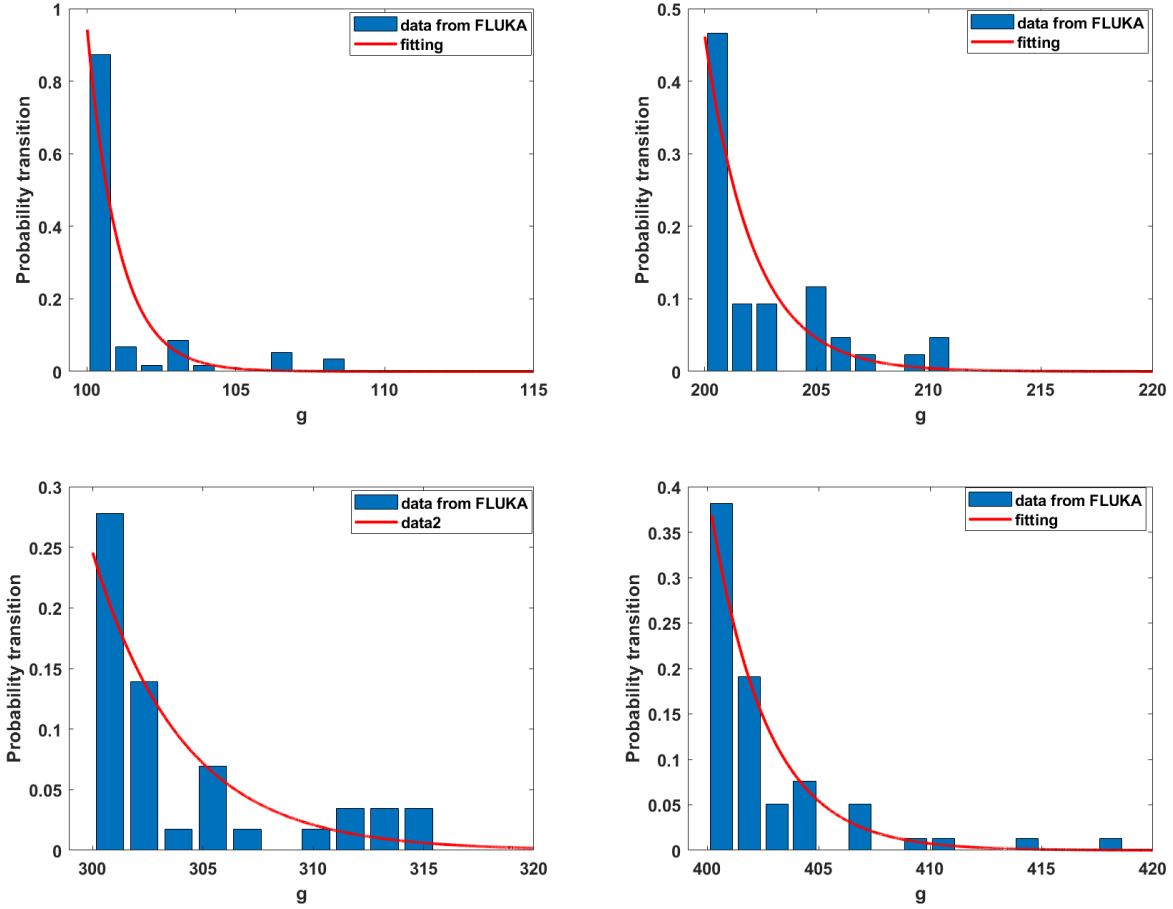 1
0.8
0.6
0.4
0.2
0
Probability transition
data from FLUKA
fitting
100 105 110 115
g
0.5
0.4
0.3
0.2
0.1
0
Probability transition
data from FLUKA
fitting
200 205 210 215 220
g
0.3
0.25
0.2
0.15
0.1
0.05
0
Probability transition
data from FLUKA
data2
300 305 310 315 320
g
0.4
0.35
0.3
0.25
0.2
0.15
0.1
0.05
0
Probability transition
data from FLUKA
fitting
400 405 410 415 420
g